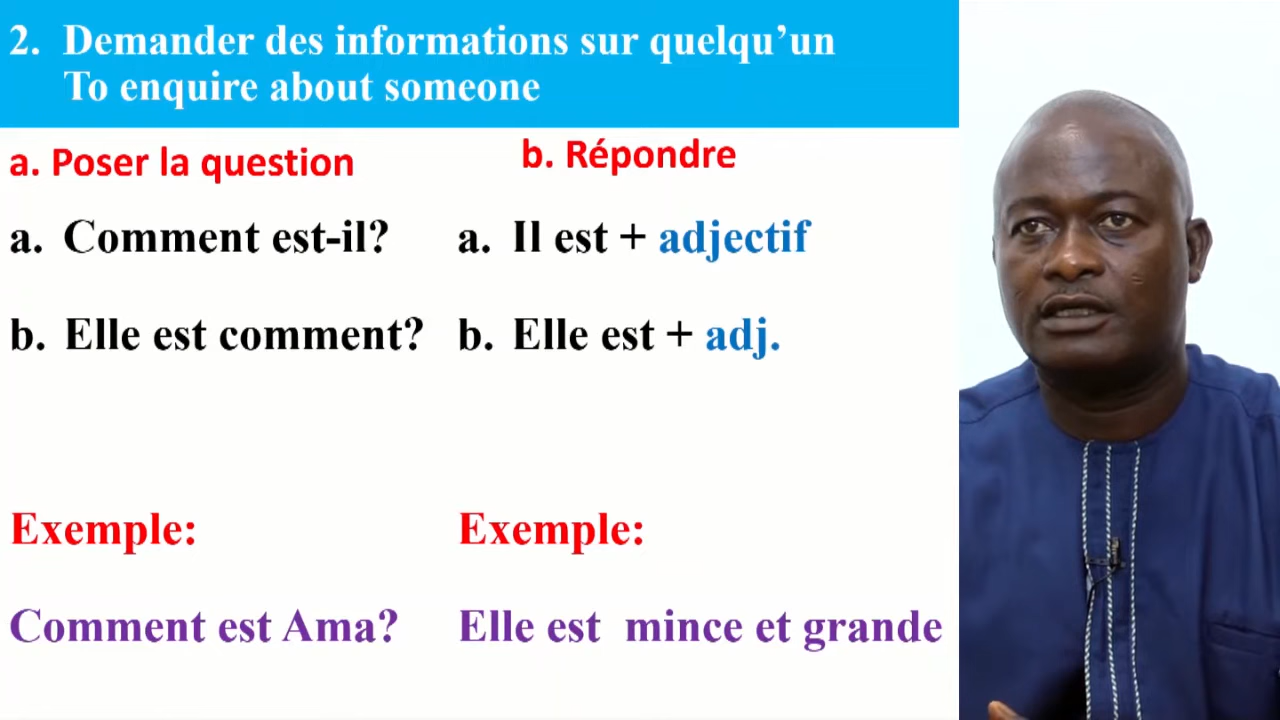 2. Demander des informations sur quelqu’un
To enquire about someone
a. Poser la question
b. Répondre
a. Comment est-il?
a. Il est + adjectif
b. Elle est comment?
b. Elle est + adj.
Exemple:
Exemple:
Comment est Ama?
Elle est mince et grande